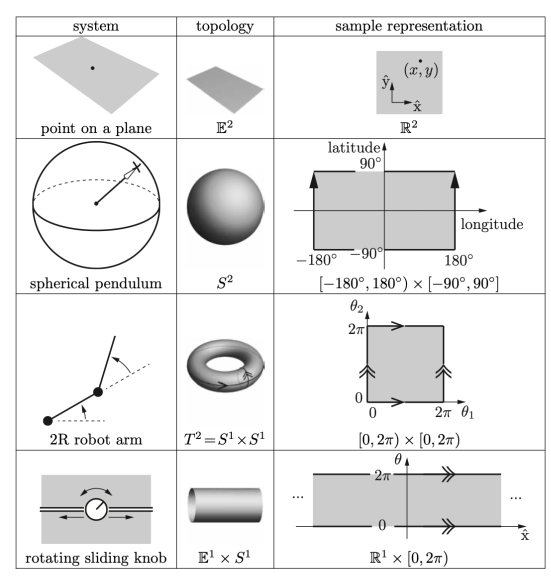 system topology sample representation
(x, y)
ŷ
x̂
point on a plane 𝔼² ℝ²
latitude
90°
longitude
−180° −90° 180°
spherical pendulum S² [−180°, 180°) × [−90°, 90°]
θ₂
2π
0
0 2π θ₁
2R robot arm T² = S¹ × S¹ [0, 2π) × [0, 2π)
θ
2π
... ...
0
x̂
rotating sliding knob 𝔼¹ × S¹ ℝ¹ × [0, 2π)